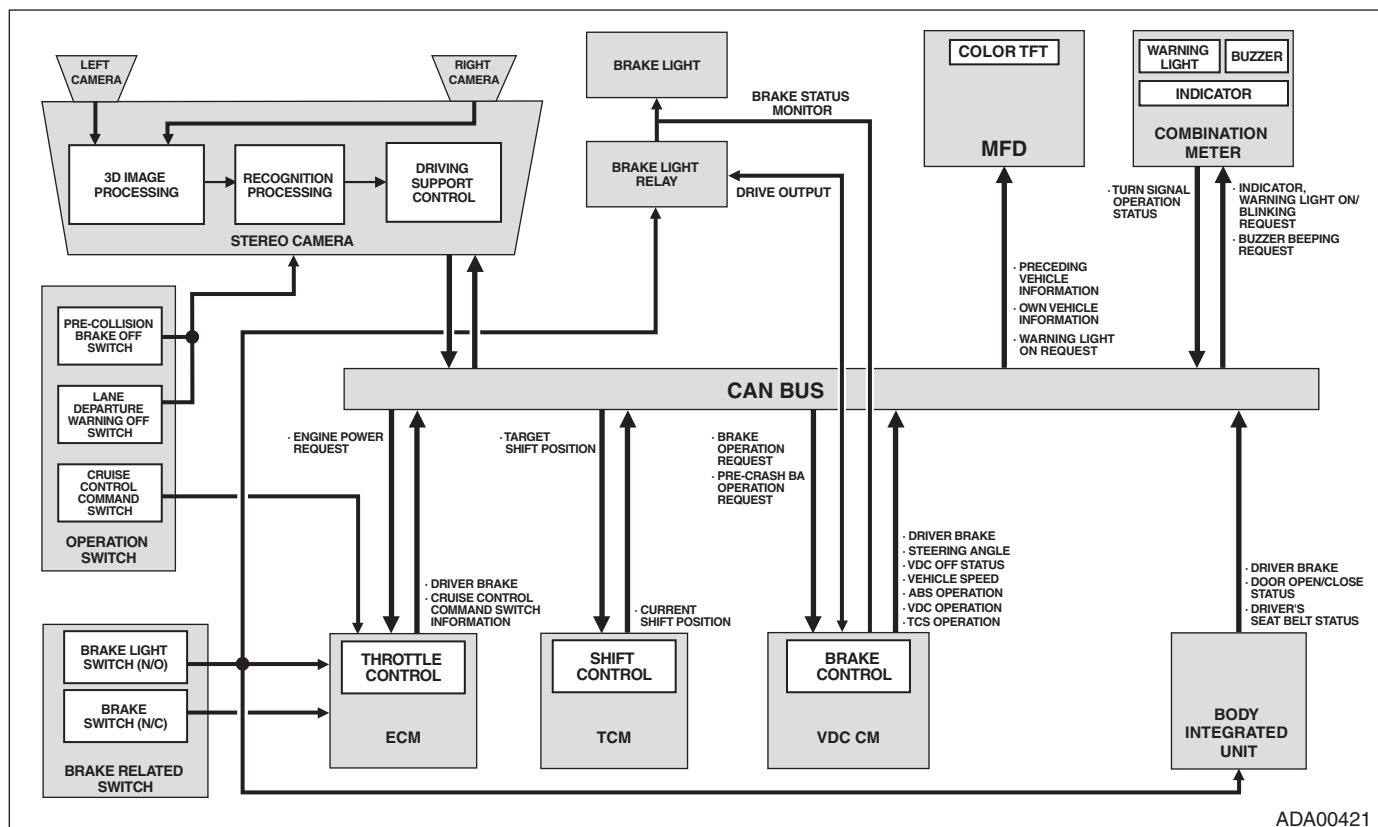 LEFT
CAMERA
RIGHT
CAMERA
3D IMAGE
PROCESSING
RECOGNITION
PROCESSING
DRIVING
SUPPORT
CONTROL
STEREO CAMERA
BRAKE LIGHT
BRAKE STATUS
MONITOR
BRAKE LIGHT
RELAY
DRIVE OUTPUT
COLOR TFT
MFD
WARNING
LIGHT
BUZZER
INDICATOR
COMBINATION
METER
· TURN SIGNAL
OPERATION
STATUS
· INDICATOR,
WARNING LIGHT ON/
BLINKING
REQUEST
· BUZZER BEEPING
REQUEST
· PRECEDING
VEHICLE
INFORMATION
· OWN VEHICLE
INFORMATION
· WARNING LIGHT
ON REQUEST
PRE-COLLISION
BRAKE OFF
SWITCH
LANE
DEPARTURE
WARNING OFF
SWITCH
CRUISE
CONTROL
COMMAND
SWITCH
OPERATION
SWITCH
CAN BUS
· ENGINE POWER
REQUEST
· TARGET
SHIFT POSITION
· BRAKE
OPERATION
REQUEST
· PRE-CRASH BA
OPERATION
REQUEST
· DRIVER BRAKE
· CRUISE CONTROL
COMMAND SWITCH
INFORMATION
· CURRENT
SHIFT POSITION
· DRIVER BRAKE
· STEERING ANGLE
· VDC OFF STATUS
· VEHICLE SPEED
· ABS OPERATION
· VDC OPERATION
· TCS OPERATION
· DRIVER BRAKE
· DOOR OPEN/CLOSE
STATUS
· DRIVER'S
SEAT BELT STATUS
BRAKE LIGHT
SWITCH (N/O)
BRAKE
SWITCH (N/C)
BRAKE RELATED
SWITCH
THROTTLE
CONTROL
ECM
SHIFT
CONTROL
TCM
BRAKE
CONTROL
VDC CM
BODY
INTEGRATED
UNIT
ADA00421